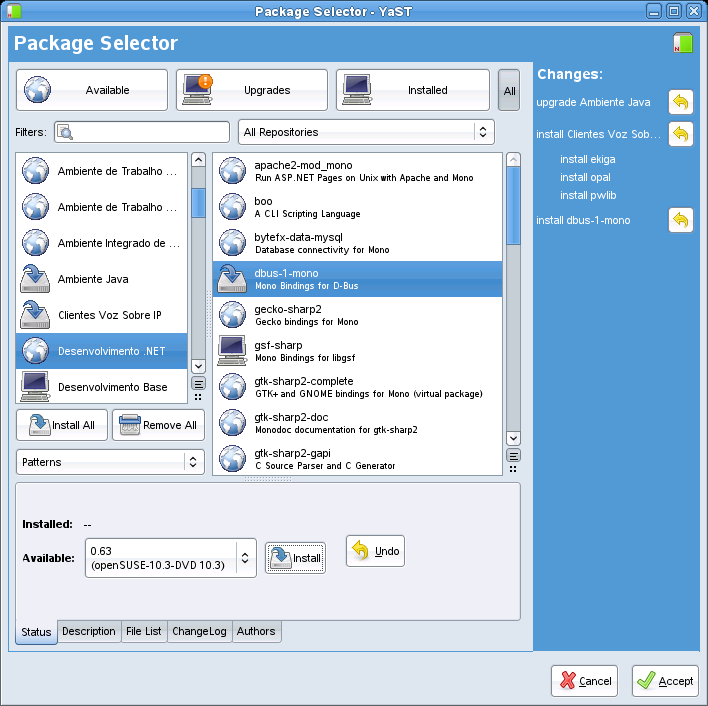 Package Selector - YaST
Package Selector
N
Available
Upgrades
Installed
All
Filters:
All Repositories
Ambiente de Trabalho ...
Ambiente de Trabalho ...
Ambiente Integrado de ...
Ambiente Java
Clientes Voz Sobre IP
Desenvolvimento .NET
Desenvolvimento Base
Install All
Remove All
Patterns
apache2-mod_mono
Run ASP.NET Pages on Unix with Apache and Mono
boo
A CLI Scripting Language
bytefx-data-mysql
Database connectivity for Mono
dbus-1-mono
Mono Bindings for D-Bus
gecko-sharp2
Gecko bindings for Mono
gsf-sharp
Mono Bindings for libgsf
gtk-sharp2-complete
GTK+ and GNOME bindings for Mono (virtual package)
gtk-sharp2-doc
Monodoc documentation for gtk-sharp2
gtk-sharp2-gapi
C Source Parser and C Generator
Installed: --
Available:
0.63
(openSUSE-10.3-DVD 10.3)
Install
Undo
Status
Description
File List
ChangeLog
Authors
Changes:
upgrade Ambiente Java
install Clientes Voz Sob...
install ekiga
install opal
install pwlib
install dbus-1-mono
Cancel
Accept